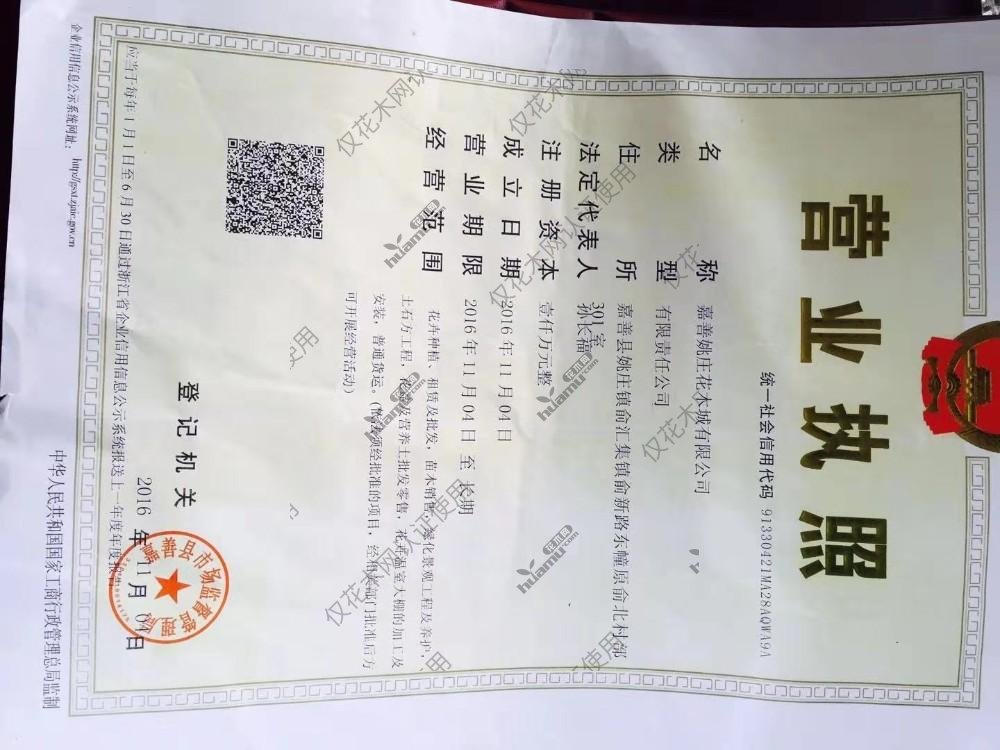 营业执照
统一社会信用代码 91330421MA28AQWA9A
名称 嘉善姚庄花木城有限公司
类型 有限责任公司
住所 嘉善县姚庄镇俞汇集镇俞新路东幢原俞北村部
301室
法定代表人 孙长福
注册资本 壹仟万元整
成立日期 2016年11月04日
营业期限 2016年11月04日至长期
经营范围 花卉种植、租赁及批发,苗木销售,绿化景观工程及养护,
土石方工程,花卉及营养土批发零售,花卉温室大棚的加工及
安装,普通货运。(依法须经批准的项目,经相关部门批准后方
可开展经营活动)
登记机关
嘉善县市场监督管理局
2016年11月04日
应当于每年1月1日至6月30日通过浙江省企业信用信息公示系统报送上一年度年度报告
企业信用信息公示系统网址: http://gsxt.zjaic.gov.cn
中华人民共和国国家工商行政管理总局监制
仅花木网认证使用
花木网
huamu.com